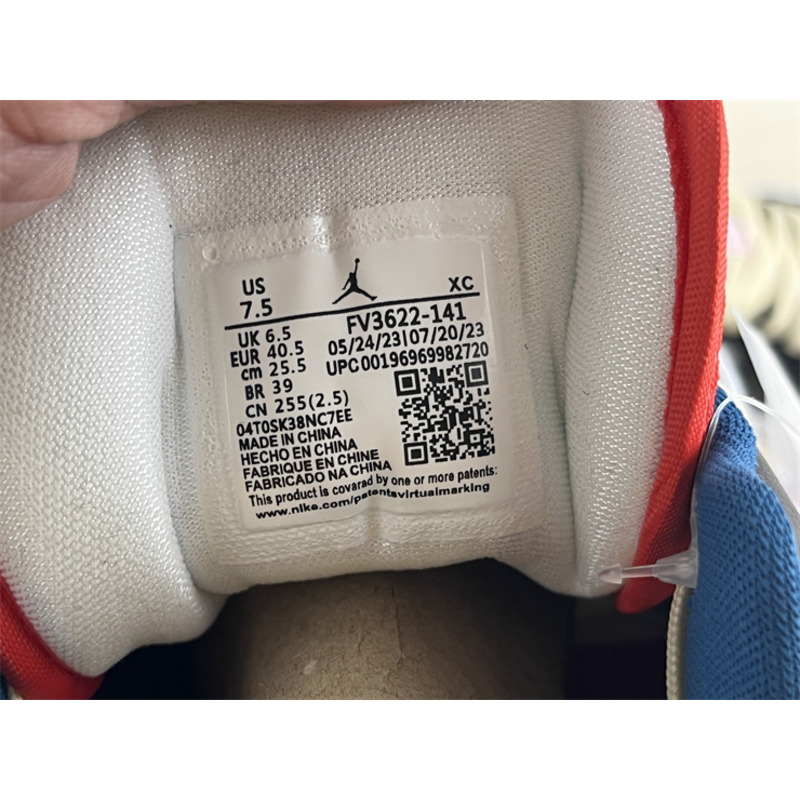 US XC
7.5
UK 6.5
EUR 40.5
cm 25.5
BR 39
CN 255(2.5)
FV3622-141
05/24/23|07/20/23
UPC00196969982720
04T0SK38NC7EE
MADE IN CHINA
HECHO EN CHINA
FABRIQUE EN CHINE
FABRICADO NA CHINA
This product is covarad by one or more patents:
www.nike.com/patentsvirtualmarking